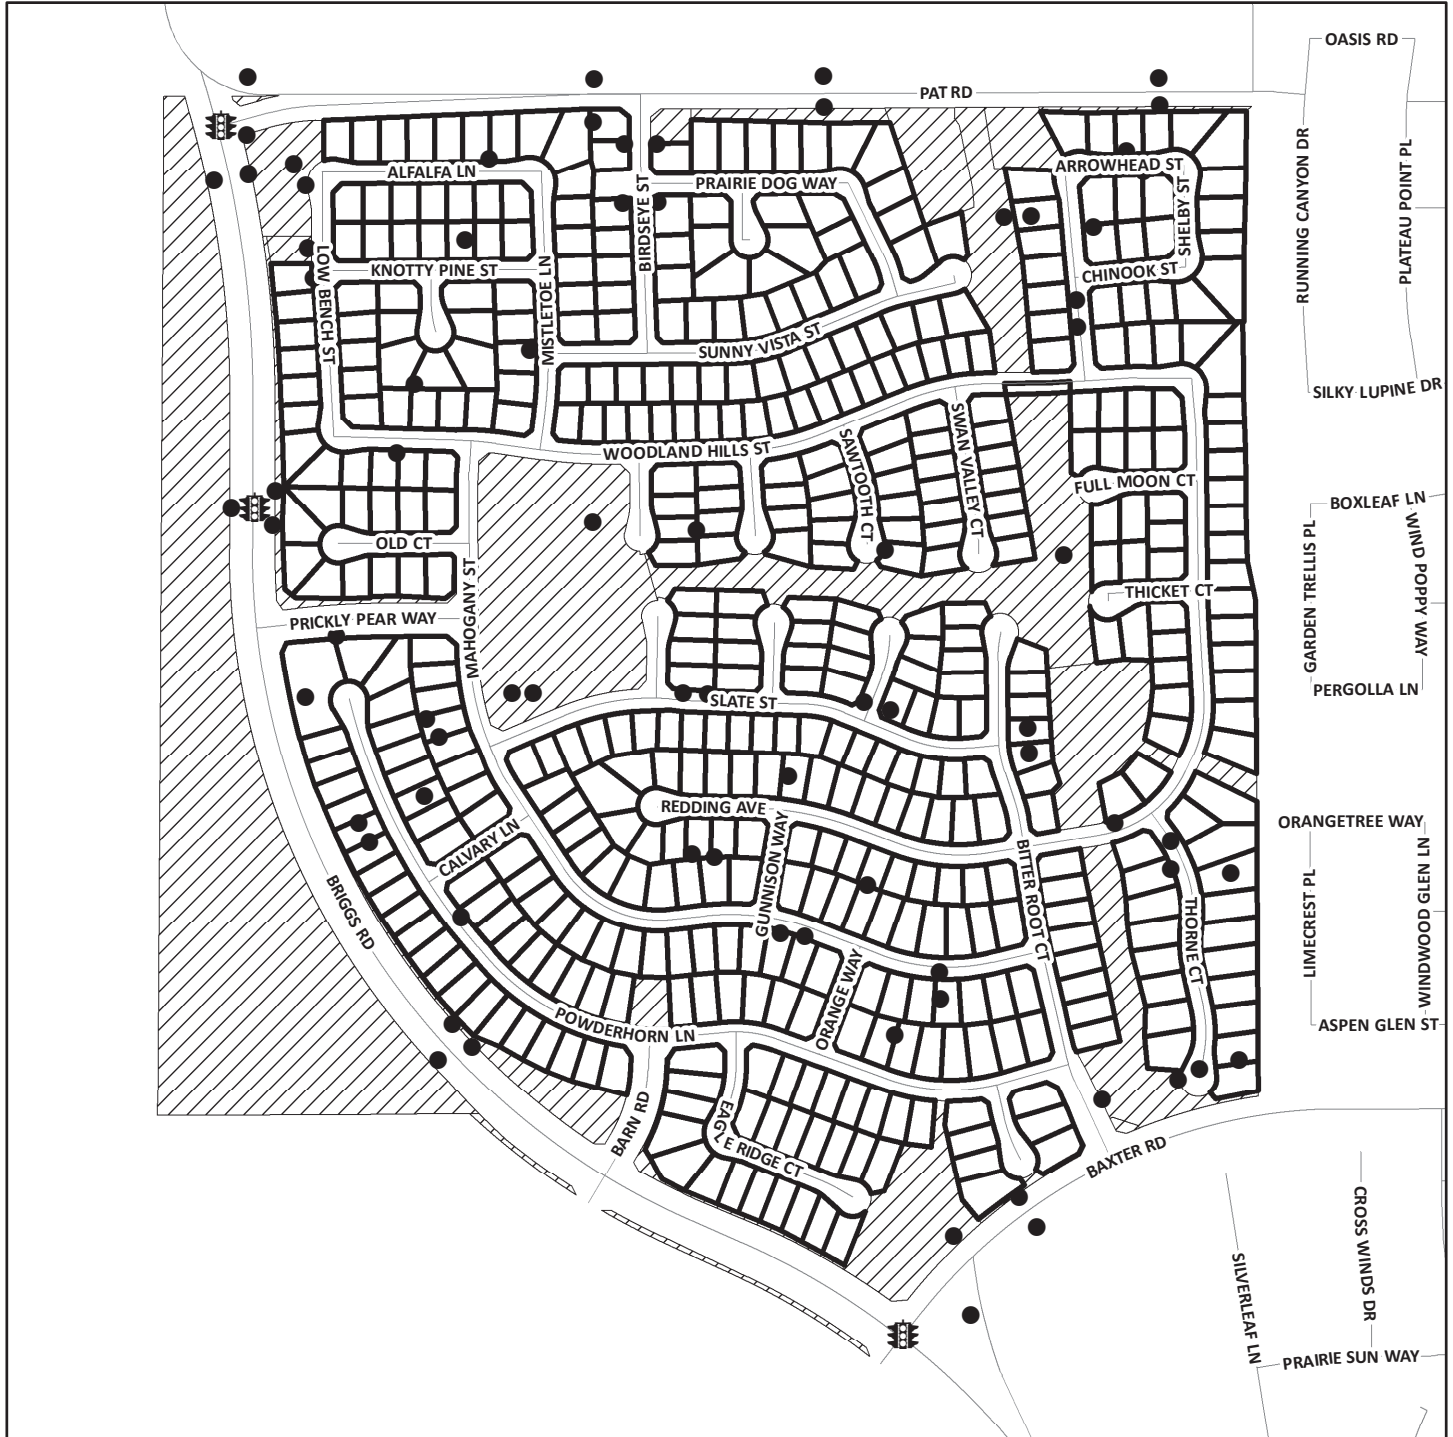 OASIS RD
PAT RD
RUNNING CANYON DR
PLATEAU POINT PL
ARROWHEAD ST
ALFALFA LN
PRAIRIE DOG WAY
SHELBY ST
BIRDSEYE ST
LOW BENCH ST
KNOTTY PINE ST
CHINOOK ST
MISTLETOE LN
SUNNY VISTA ST
SILKY LUPINE DR
WOODLAND HILLS ST
SAWTOOTH CT
SWAN VALLEY CT
FULL MOON CT
BOXLEAF LN
OLD CT
GARDEN TRELLIS PL
WIND POPPY WAY
THICKET CT
PRICKLY PEAR WAY
MAHOGANY ST
PERGOLLA LN
SLATE ST
REDDING AVE
ORANGETREE WAY
CALVARY LN
GUNNISON WAY
BITTER ROOT CT
BRIGGS RD
THORNE CT
LIMECREST PL
WINDWOOD GLEN LN
ORANGE WAY
POWDERHORN LN
ASPEN GLEN ST
BARN RD
EAGLE RIDGE CT
BAXTER RD
SILVERLEAF LN
CROSS WINDS DR
PRAIRIE SUN WAY